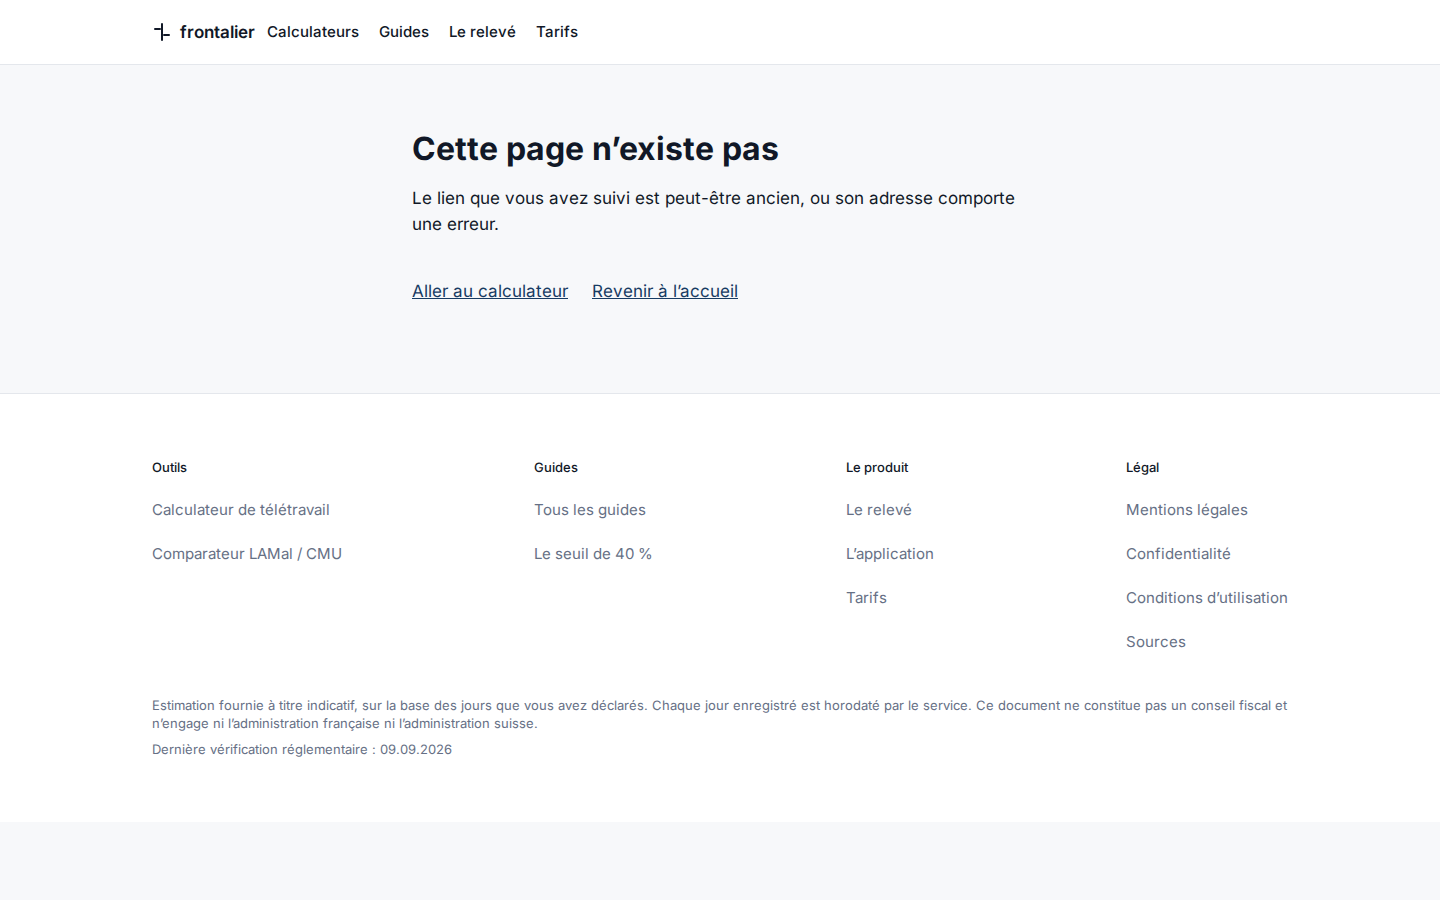 frontalier Calculateurs Guides Le relevé Tarifs
Cette page n’existe pas
Le lien que vous avez suivi est peut-être ancien, ou son adresse comporte
une erreur.
Aller au calculateur Revenir à l’accueil
Outils Guides Le produit Légal
Calculateur de télétravail Tous les guides Le relevé Mentions légales
Comparateur LAMal / CMU Le seuil de 40 % L’application Confidentialité
Tarifs Conditions d’utilisation
Sources
Estimation fournie à titre indicatif, sur la base des jours que vous avez déclarés. Chaque jour enregistré est horodaté par le service. Ce document ne constitue pas un conseil fiscal et
n’engage ni l’administration française ni l’administration suisse.
Dernière vérification réglementaire : 09.09.2026